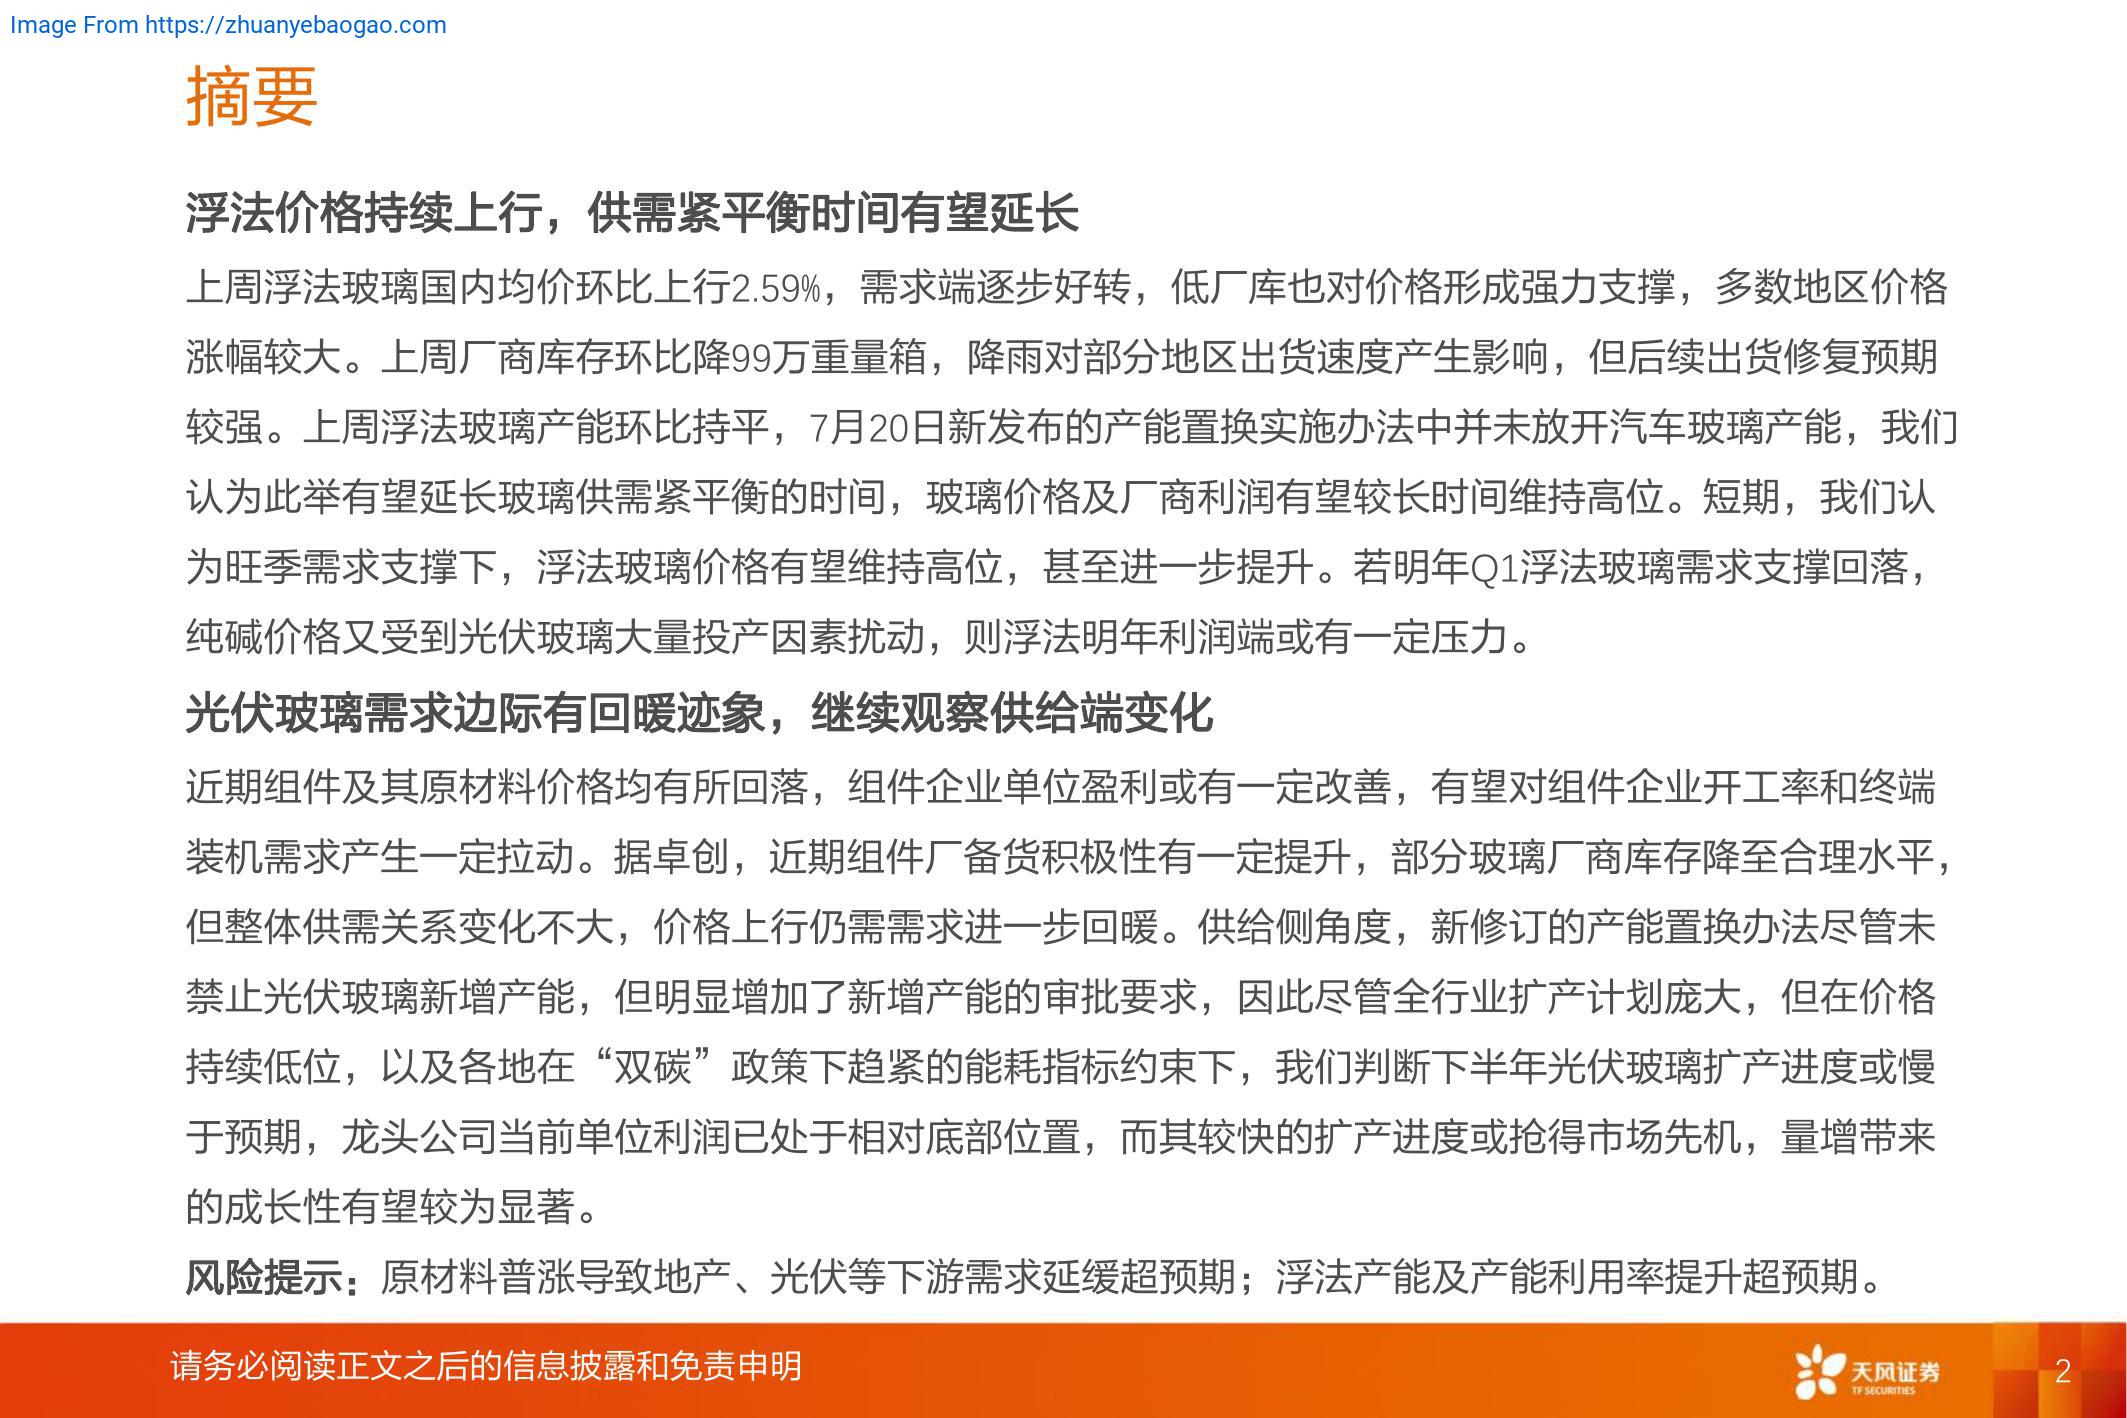 Image From https://zhuanyebaogao.com
摘要
浮法价格持续上行，供需紧平衡时间有望延长
上周浮法玻璃国内均价环比上行2.59%，需求端逐步好转，低厂库也对价格形成强力支撑，多数地区价格
涨幅较大。上周厂商库存环比降99万重量箱，降雨对部分地区出货速度产生影响，但后续出货修复预期
较强。上周浮法玻璃产能环比持平，7月20日新发布的产能置换实施办法中并未放开汽车玻璃产能，我们
认为此举有望延长玻璃供需紧平衡的时间，玻璃价格及厂商利润有望较长时间维持高位。短期，我们认
为旺季需求支撑下，浮法玻璃价格有望维持高位，甚至进一步提升。若明年Q1浮法玻璃需求支撑回落，
纯碱价格又受到光伏玻璃大量投产因素扰动，则浮法明年利润端或有一定压力。
光伏玻璃需求边际有回暖迹象，继续观察供给端变化
近期组件及其原材料价格均有所回落，组件企业单位盈利或有一定改善，有望对组件企业开工率和终端
装机需求产生一定拉动。据卓创，近期组件厂备货积极性有一定提升，部分玻璃厂商库存降至合理水平，
但整体供需关系变化不大，价格上行仍需需求进一步回暖。供给侧角度，新修订的产能置换办法尽管未
禁止光伏玻璃新增产能，但明显增加了新增产能的审批要求，因此尽管全行业扩产计划庞大，但在价格
持续低位，以及各地在“双碳”政策下趋紧的能耗指标约束下，我们判断下半年光伏玻璃扩产进度或慢
于预期，龙头公司当前单位利润已处于相对底部位置，而其较快的扩产进度或抢得市场先机，量增带来
的成长性有望较为显著。
风险提示：原材料普涨导致地产、光伏等下游需求延缓超预期；浮法产能及产能利用率提升超预期。
请务必阅读正文之后的信息披露和免责申明
天风证券
TF SECURITIES
2